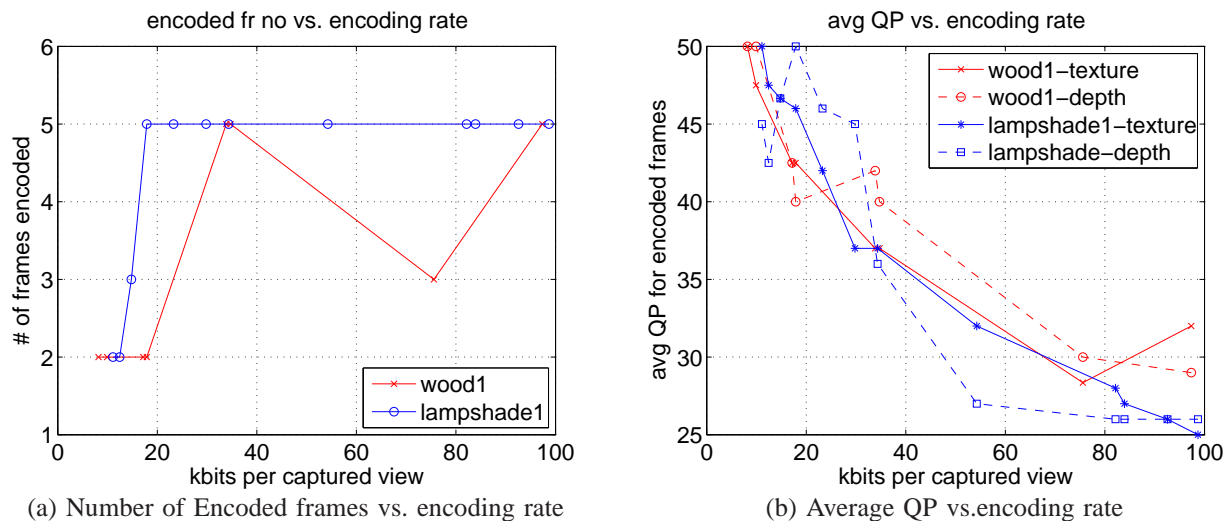 encoded fr no vs. encoding rate
6
5
4
3
2
1
0 20 40 60 80 100
# of frames encoded
kbits per captured view
wood1
lampshade1
(a) Number of Encoded frames vs. encoding rate
avg QP vs. encoding rate
50
45
40
35
30
25
0 20 40 60 80 100
avg QP for encoded frames
kbits per captured view
wood1−texture
wood1−depth
lampshade1−texture
lampshade−depth
(b) Average QP vs.encoding rate